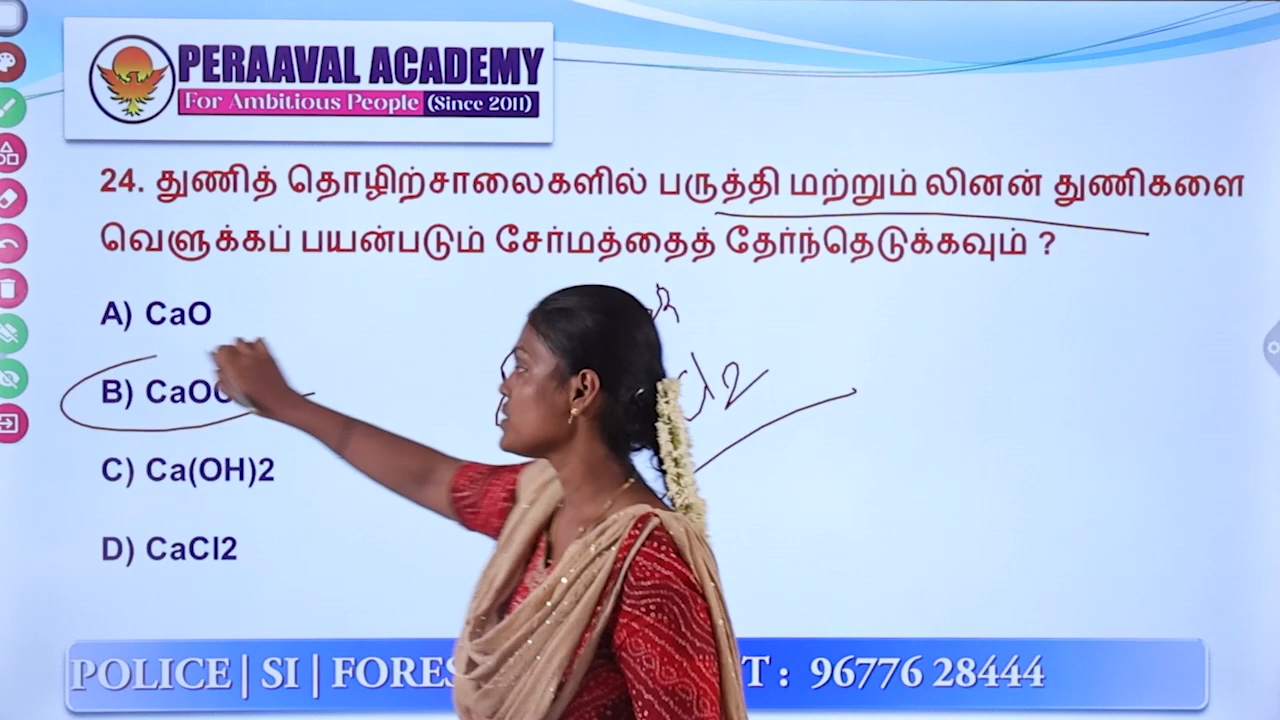 PERAAVAL ACADEMY
For Ambitious People (Since 2011)
24. துணித் தொழிற்சாலைகளில் பருத்தி மற்றும் லினன் துணிகளை
வெளுக்கப் பயன்படும் சேர்மத்தைத் தேர்ந்தெடுக்கவும் ?
A) CaO
B)
C) Ca(OH)2
D) CaCl2
POLICE | SI |
: 96776 28444